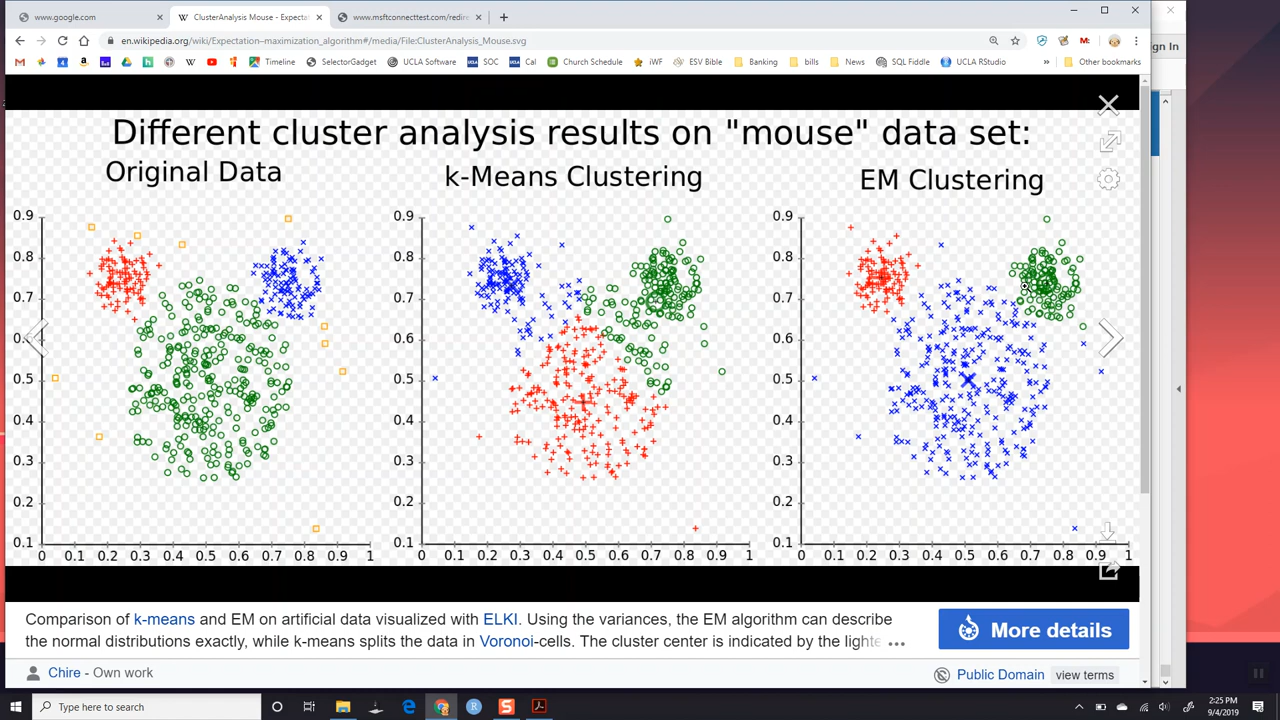 www.google.com
ClusterAnalysis Mouse - Expecta
www.msftconnecttest.com/redire
en.wikipedia.org/wiki/Expectation–maximization_algorithm#/media/File:ClusterAnalysis_Mouse.svg
Timeline SelectorGadget UCLA Software SOC Cal Church Schedule iWF ESV Bible Banking bills News SQL Fiddle UCLA RStudio » Other bookmarks
gn In
Different cluster analysis results on "mouse" data set:
Original Data
k-Means Clustering
EM Clustering
0.9 0.9 0.9
0.8 0.8 0.8
0.7 0.7 0.7
0.6 0.6
0.5 0.5 0.5
0.4 0.4 0.4
0.3 0.3 0.3
0.2 0.2 0.2
0.1 0.1 0.1
0 0.1 0.2 0.3 0.4 0.5 0.6 0.7 0.8 0.9 1
0 0.1 0.2 0.3 0.4 0.5 0.6 0.7 0.8 0.9 1
0 0.1 0.2 0.3 0.4 0.5 0.6 0.7 0.8 0.9 1
Comparison of k-means and EM on artificial data visualized with ELKI. Using the variances, the EM algorithm can describe
the normal distributions exactly, while k-means splits the data in Voronoi-cells. The cluster center is indicated by the lighte
More details
Chire - Own work
Public Domain view terms
Type here to search
2:25 PM
9/4/2019